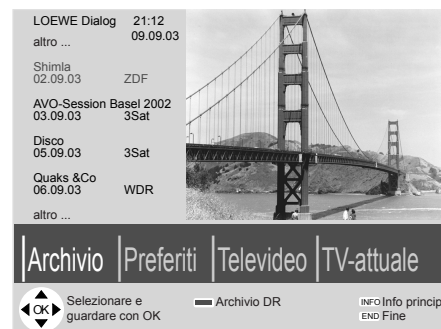 LOEWE Dialog 21:12
altro ... 09.09.03
Shimla
02.09.03 ZDF
AVO-Session Basel 2002
03.09.03 3Sat
Disco
05.09.03 3Sat
Quaks &Co
06.09.03 WDR
altro ...
Archivio Preferiti Televideo TV-attuale
OK Selezionare e guardare con OK
Archivio DR
INFO Info princip
END Fine